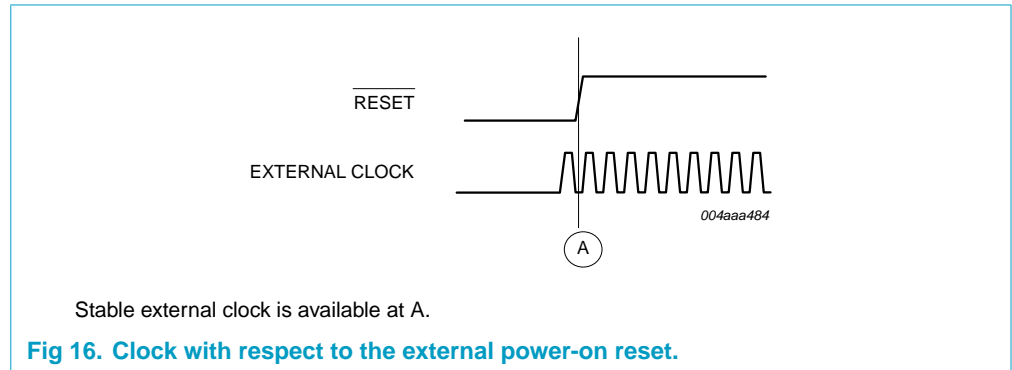 RESET
EXTERNAL CLOCK
004aaa484
A
Stable external clock is available at A.
Fig 16. Clock with respect to the external power-on reset.